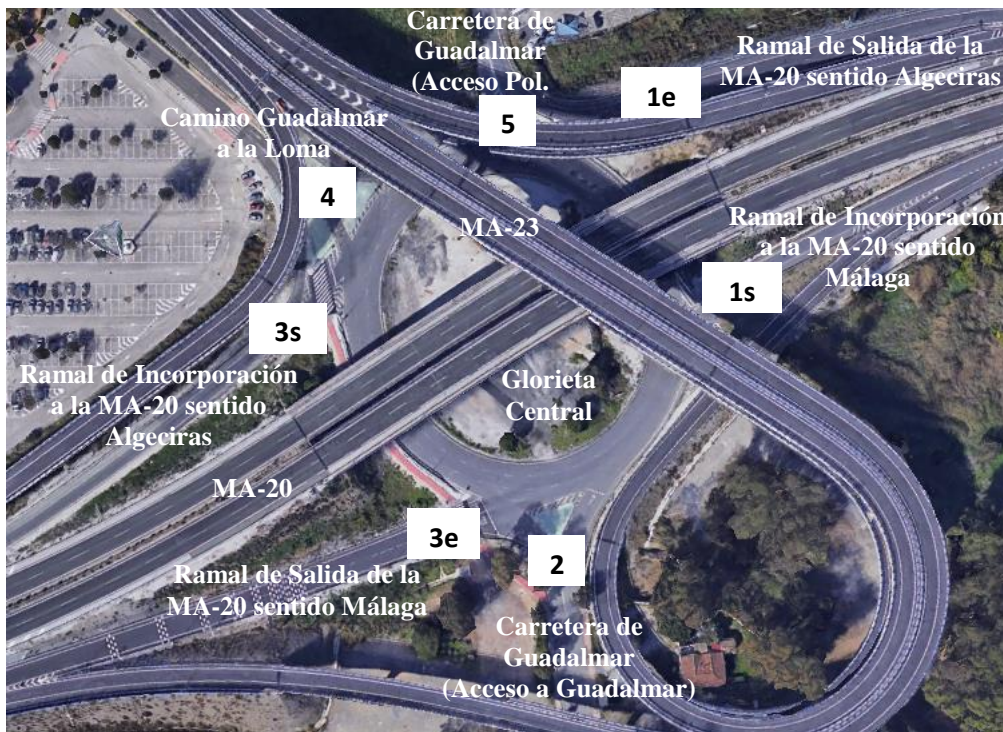 Carretera de
Guadalmar
(Acceso Pol.
Ramal de Salida de la
MA-20 sentido Algeciras
1e
5
Camino Guadalmar
a la Loma
4
MA-23
Ramal de Incorporación
a la MA-20 sentido
Málaga
1s
3s
Ramal de Incorporación
a la MA-20 sentido
Algeciras
Glorieta
Central
MA-20
3e
2
Ramal de Salida de la
MA-20 sentido Málaga
Carretera de
Guadalmar
(Acceso a Guadalmar)